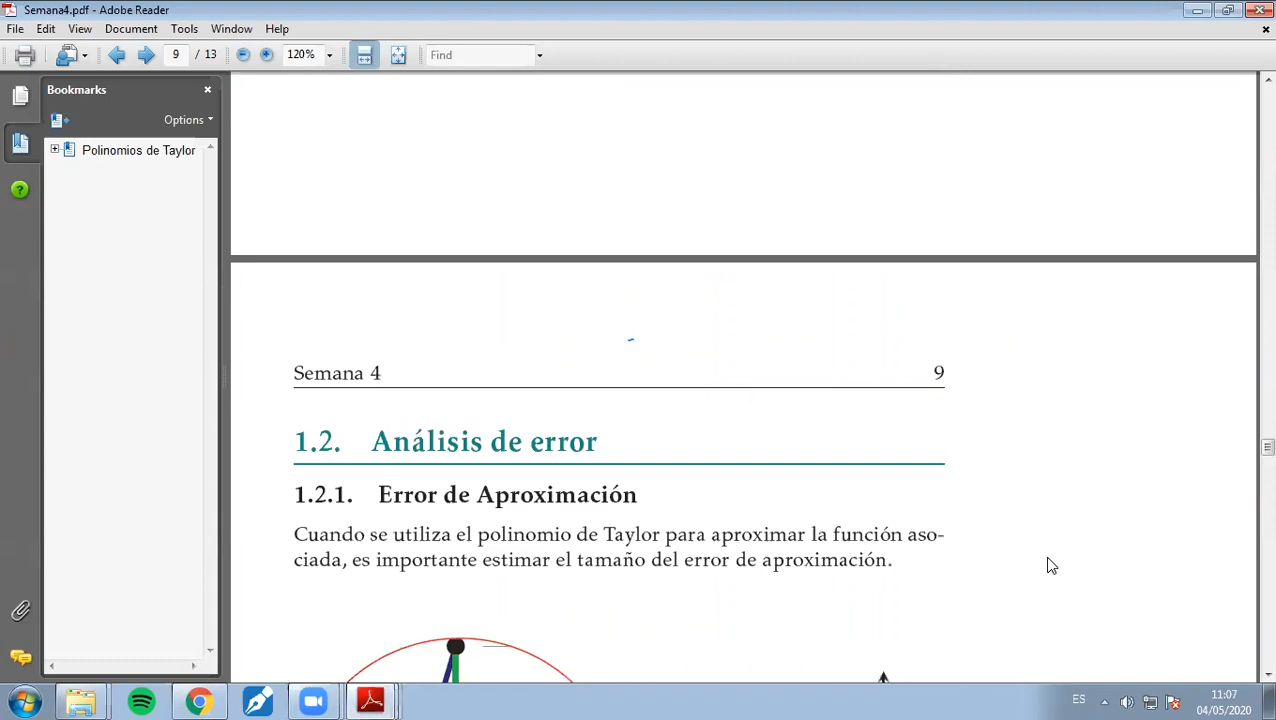 Semana4.pdf - Adobe Reader
File Edit View Document Tools Window Help
9 / 13 120% Find
Bookmarks
Options
Polinomios de Taylor
Semana 4 9
1.2. Análisis de error
1.2.1. Error de Aproximación
Cuando se utiliza el polinomio de Taylor para aproximar la función aso-
ciada, es importante estimar el tamaño del error de aproximación.
ES
11:07
04/05/2020